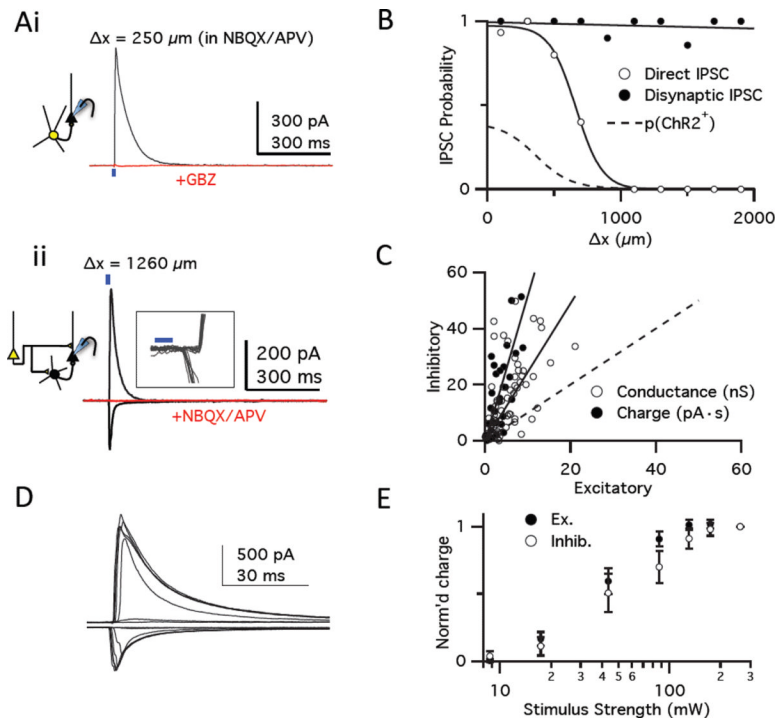 Ai
Δx = 250 µm (in NBQX/APV)
300 pA
300 ms
+GBZ
B
1
0.5
0
IPSC Probability
Direct IPSC
Disynaptic IPSC
p(ChR2+)
0
1000
2000
Δx (µm)
ii
Δx = 1260 µm
200 pA
300 ms
+NBQX/APV
C
60
40
20
0
Inhibitory
Conductance (nS)
Charge (pA · s)
0
20
40
60
Excitatory
D
500 pA
30 ms
E
1
0
Norm'd charge
Ex.
Inhib.
10
2
3
4
5
6
100
2
3
Stimulus Strength (mW)